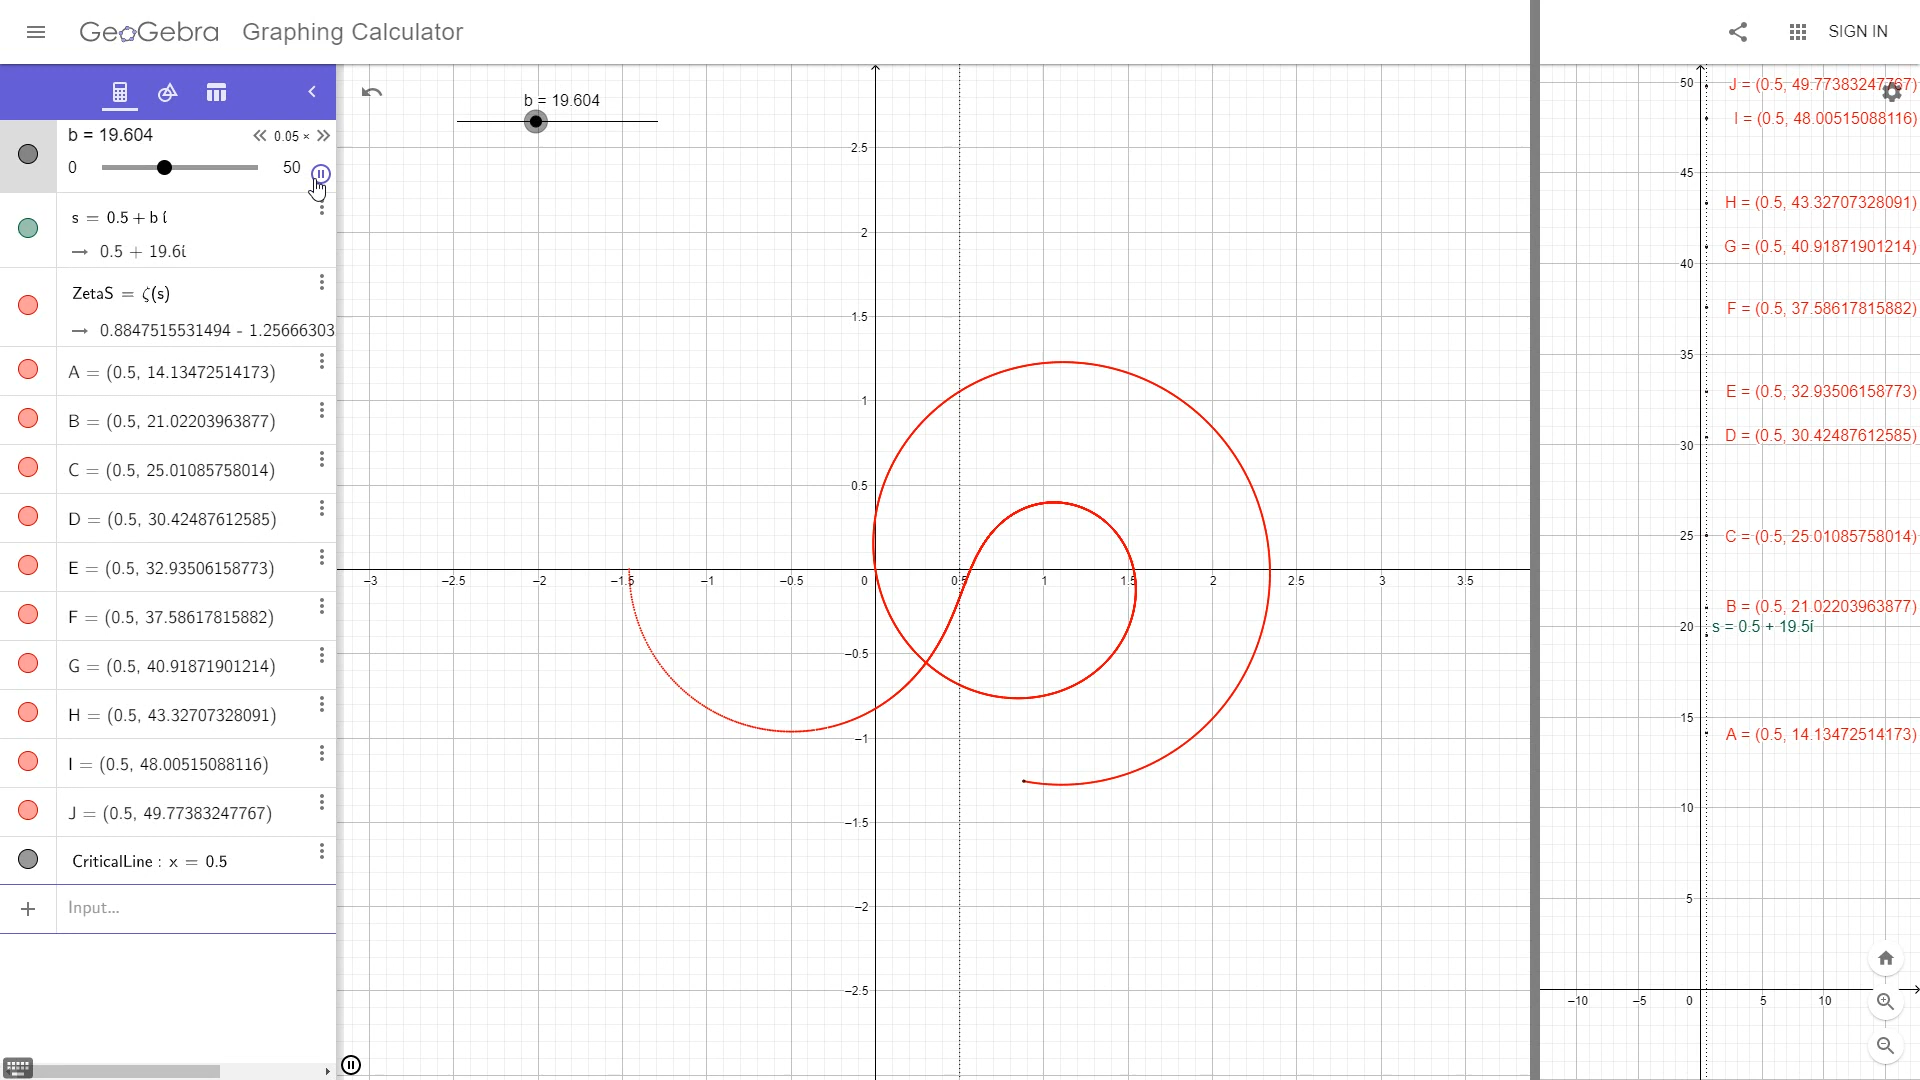 GeoGebra Graphing Calculator
SIGN IN
b = 19.604
0.05 ×
0
50
s = 0.5 + b í
→ 0.5 + 19.6í
ZetaS = ζ(s)
→ 0.8847515531494 - 1.25666303
A = (0.5, 14.13472514173)
B = (0.5, 21.02203963877)
C = (0.5, 25.01085758014)
D = (0.5, 30.42487612585)
E = (0.5, 32.93506158773)
F = (0.5, 37.58617815882)
G = (0.5, 40.91871901214)
H = (0.5, 43.32707328091)
I = (0.5, 48.00515088116)
J = (0.5, 49.77383247767)
CriticalLine : x = 0.5
Input...
b = 19.604
2.5
2
1.5
1
0.5
−3
−2.5
−2
−1.5
−1
−0.5
0
0.5
1
1.5
2
2.5
3
3.5
−0.5
−1
−1.5
−2
−2.5
50
J = (0.5, 49.77383247767)
I = (0.5, 48.00515088116)
45
H = (0.5, 43.32707328091)
G = (0.5, 40.91871901214)
40
F = (0.5, 37.58617815882)
35
E = (0.5, 32.93506158773)
D = (0.5, 30.42487612585)
30
25
C = (0.5, 25.01085758014)
B = (0.5, 21.02203963877)
20
s = 0.5 + 19.5í
15
A = (0.5, 14.13472514173)
10
5
−10
−5
0
5
10